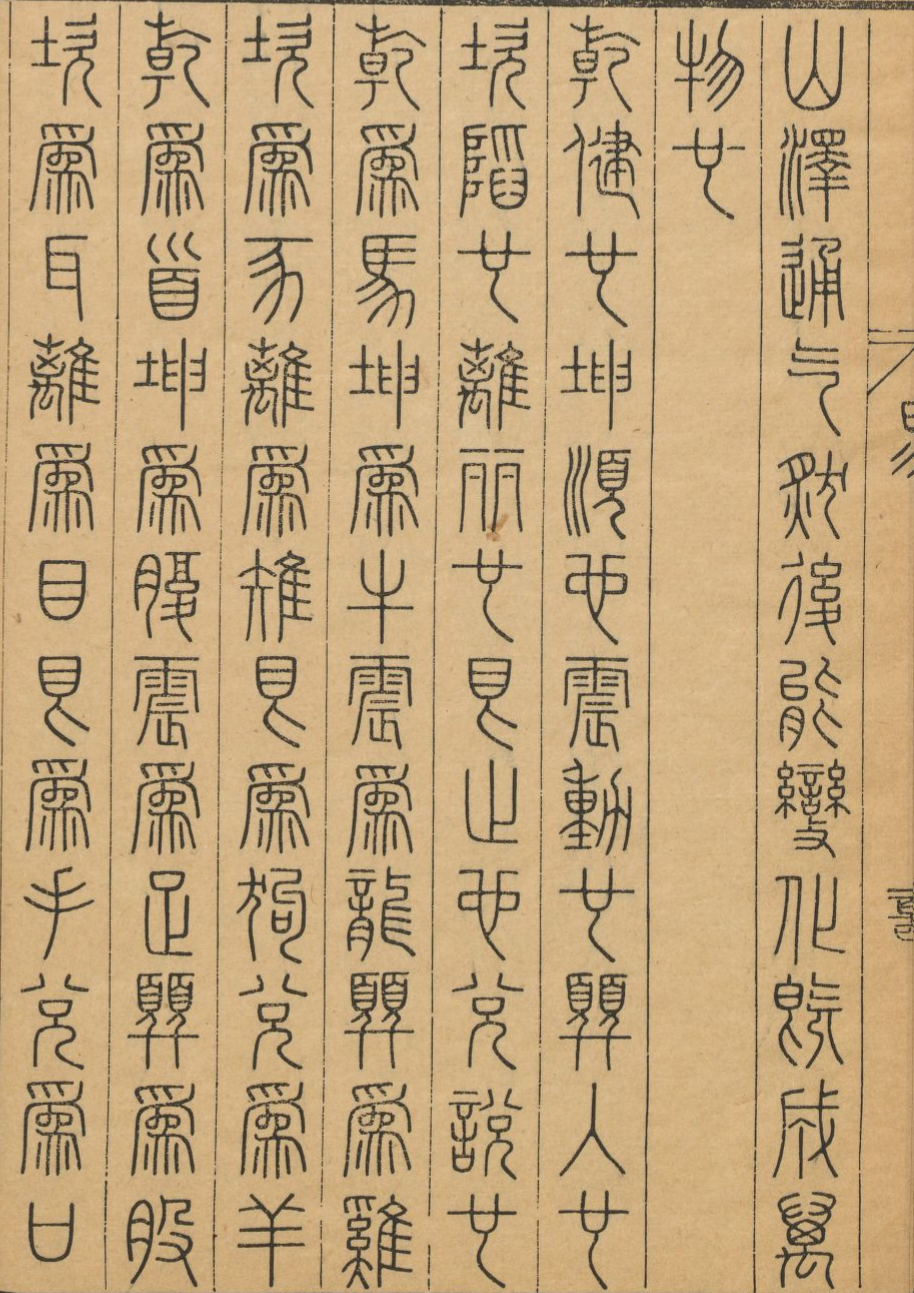 山澤通气然後能變化既成萬
物也
乾健也坤順也震動也巽入也
坎陷也離麗也艮止也兌說也
乾爲馬坤爲牛震爲龍巽爲雞
坎爲豕離爲雉艮爲狗兌爲羊
乾爲首坤爲腹震爲足巽爲股
坎爲耳離爲目艮爲手兌爲口
易